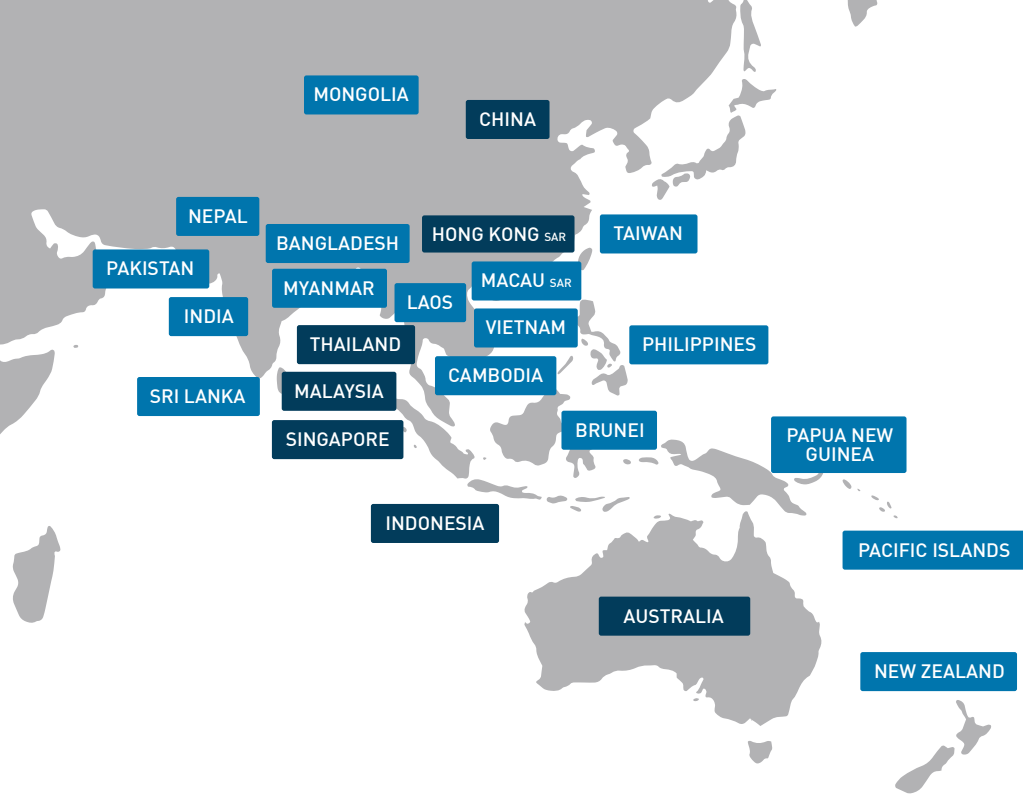 MONGOLIA
CHINA
NEPAL
BANGLADESH
HONG KONG SAR
TAIWAN
PAKISTAN
MYANMAR
LAOS
MACAU SAR
INDIA
VIETNAM
THAILAND
PHILIPPINES
CAMBODIA
SRI LANKA
MALAYSIA
SINGAPORE
BRUNEI
PAPUA NEW
GUINEA
INDONESIA
PACIFIC ISLANDS
AUSTRALIA
NEW ZEALAND